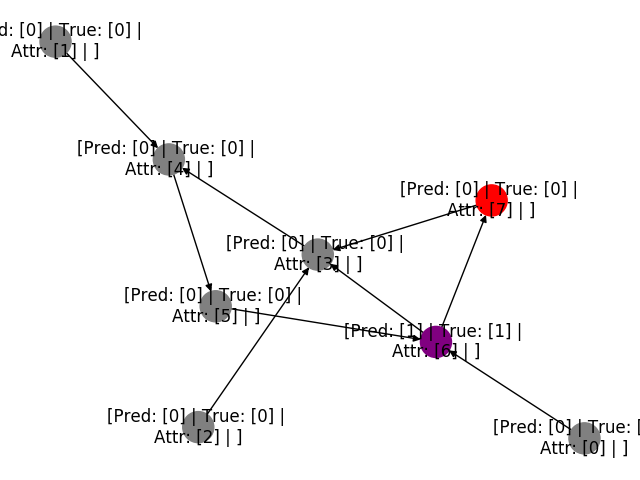 d: [0] | True: [0] |
Attr: [1] | ]
[Pred: [0] | True: [0] |
Attr: [4] | ]
[Pred: [0] | True: [0] |
Attr: [7] | ]
[Pred: [0] | True: [0] |
Attr: [3] | ]
[Pred: [0] | True: [0] |
Attr: [5] | ]
[Pred: [1] | True: [1] |
Attr: [6] | ]
[Pred: [0] | True: [0] |
Attr: [2] | ]
[Pred: [0] | True: [
Attr: [0] | ]